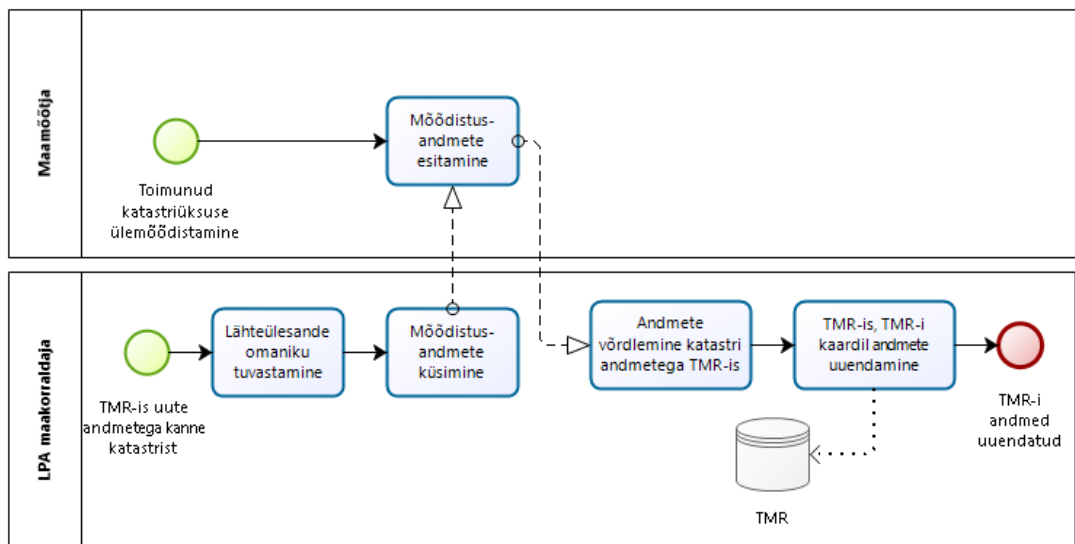 Maamõõtja
Toimunud
katastriüksuse
ülemõõdistamine
Mõõdistus-
andmete
esitamine
LPA maakorraldaja
TMR-is uute
andmetega kanne
katastrist
Lähteülesande
omaniku
tuvastamine
Mõõdistus-
andmete
küsimine
Andmete
võrdlemine katastri
andmetega TMR-is
TMR-is, TMR-i
kaardil andmete
uuendamine
TMR
TMR-i
andmed
uuendatud